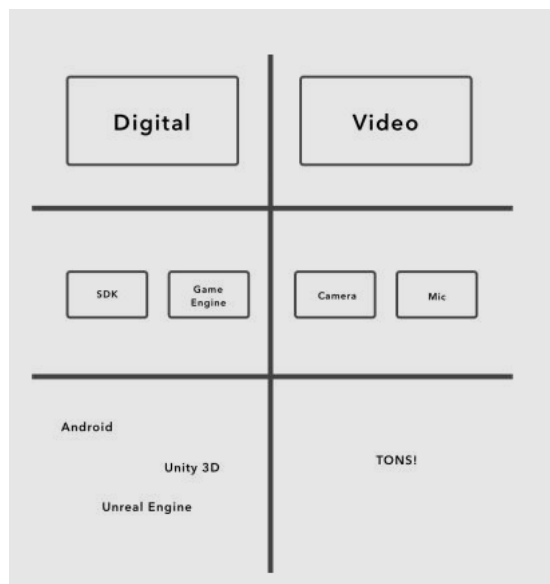 Digital
Video
SDK
Game
Engine
Camera
Mic
Android
Unity 3D
Unreal Engine
TONS!